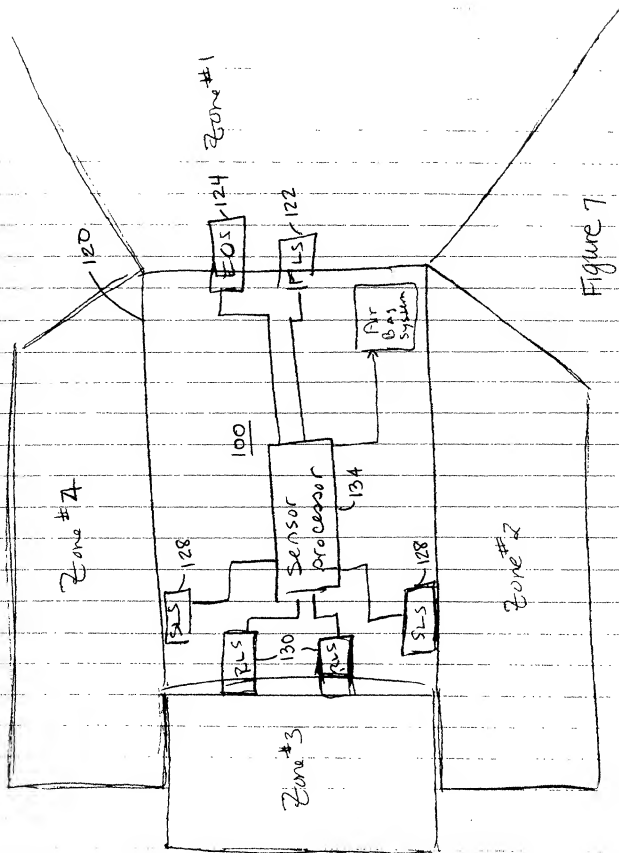 Zone #1
124
EOS
122
FLS
120
Air
Bag
System
100
Sensor
processor
134
Zone #4
128
SLS
128
SLS
Zone #2
RLS
130
RLS
Zone #3
Figure 7